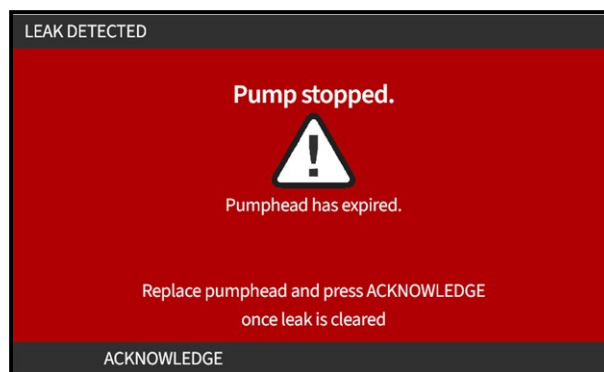 LEAK DETECTED
Pump stopped.
!
Pumphead has expired.
Replace pumphead and press ACKNOWLEDGE
once leak is cleared
ACKNOWLEDGE